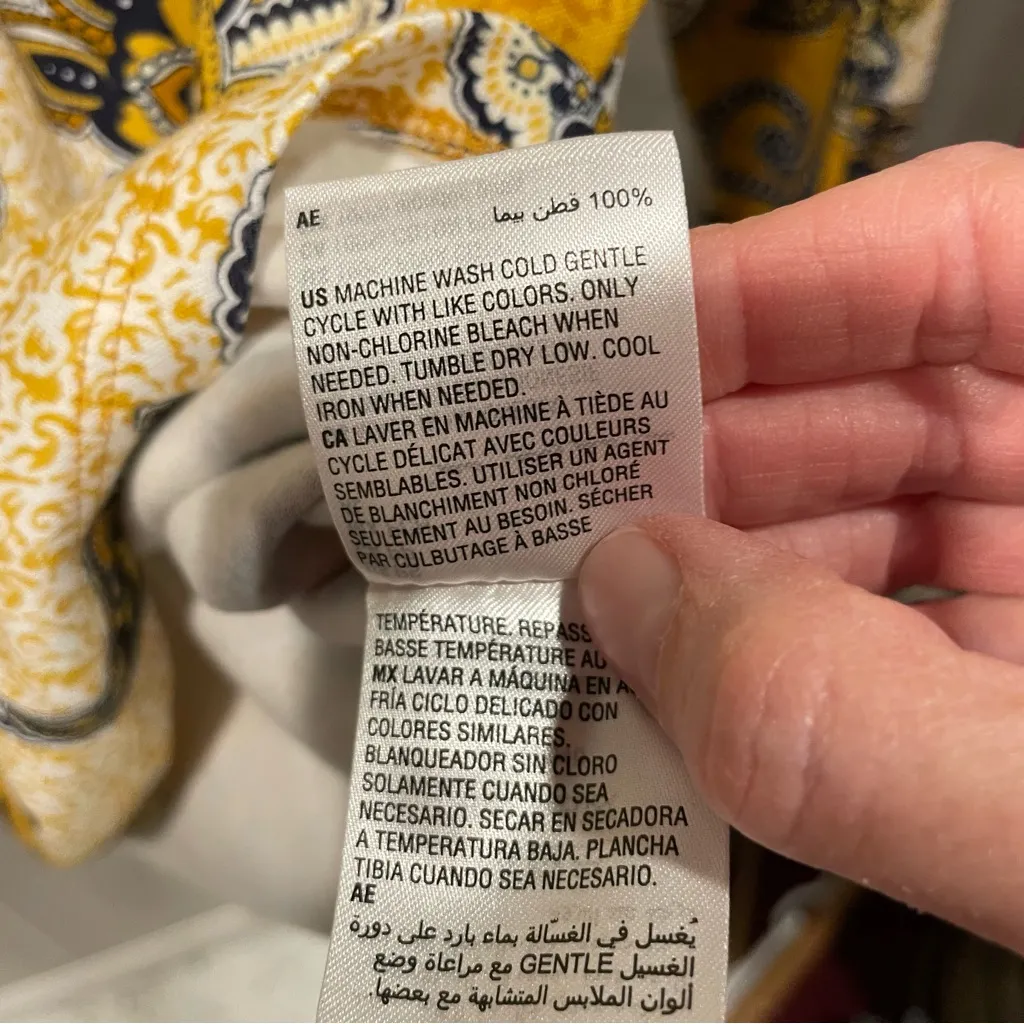 AE 100% قطن بيما
US MACHINE WASH COLD GENTLE
CYCLE WITH LIKE COLORS. ONLY
NON-CHLORINE BLEACH WHEN
NEEDED. TUMBLE DRY LOW. COOL
IRON WHEN NEEDED.
CA LAVER EN MACHINE À TIÈDE AU
CYCLE DÉLICAT AVEC COULEURS
SEMBLABLES. UTILISER UN AGENT
DE BLANCHIMENT NON CHLORÉ
SEULEMENT AU BESOIN. SÉCHER
PAR CULBUTAGE À BASSE
TEMPÉRATURE. REPASS
BASSE TEMPÉRATURE AU
MX LAVAR A MÁQUINA EN
FRÍA CICLO DELICADO CON
COLORES SIMILARES.
BLANQUEADOR SIN CLORO
SOLAMENTE CUANDO SEA
NECESARIO. SECAR EN SECADORA
A TEMPERATURA BAJA. PLANCHA
TIBIA CUANDO SEA NECESARIO.
AE
يُغسل في الغسّالة بماء بارد على دورة
الغسيل GENTLE مع مراعاة وضع
ألوان الملابس المتشابهة مع بعضها.